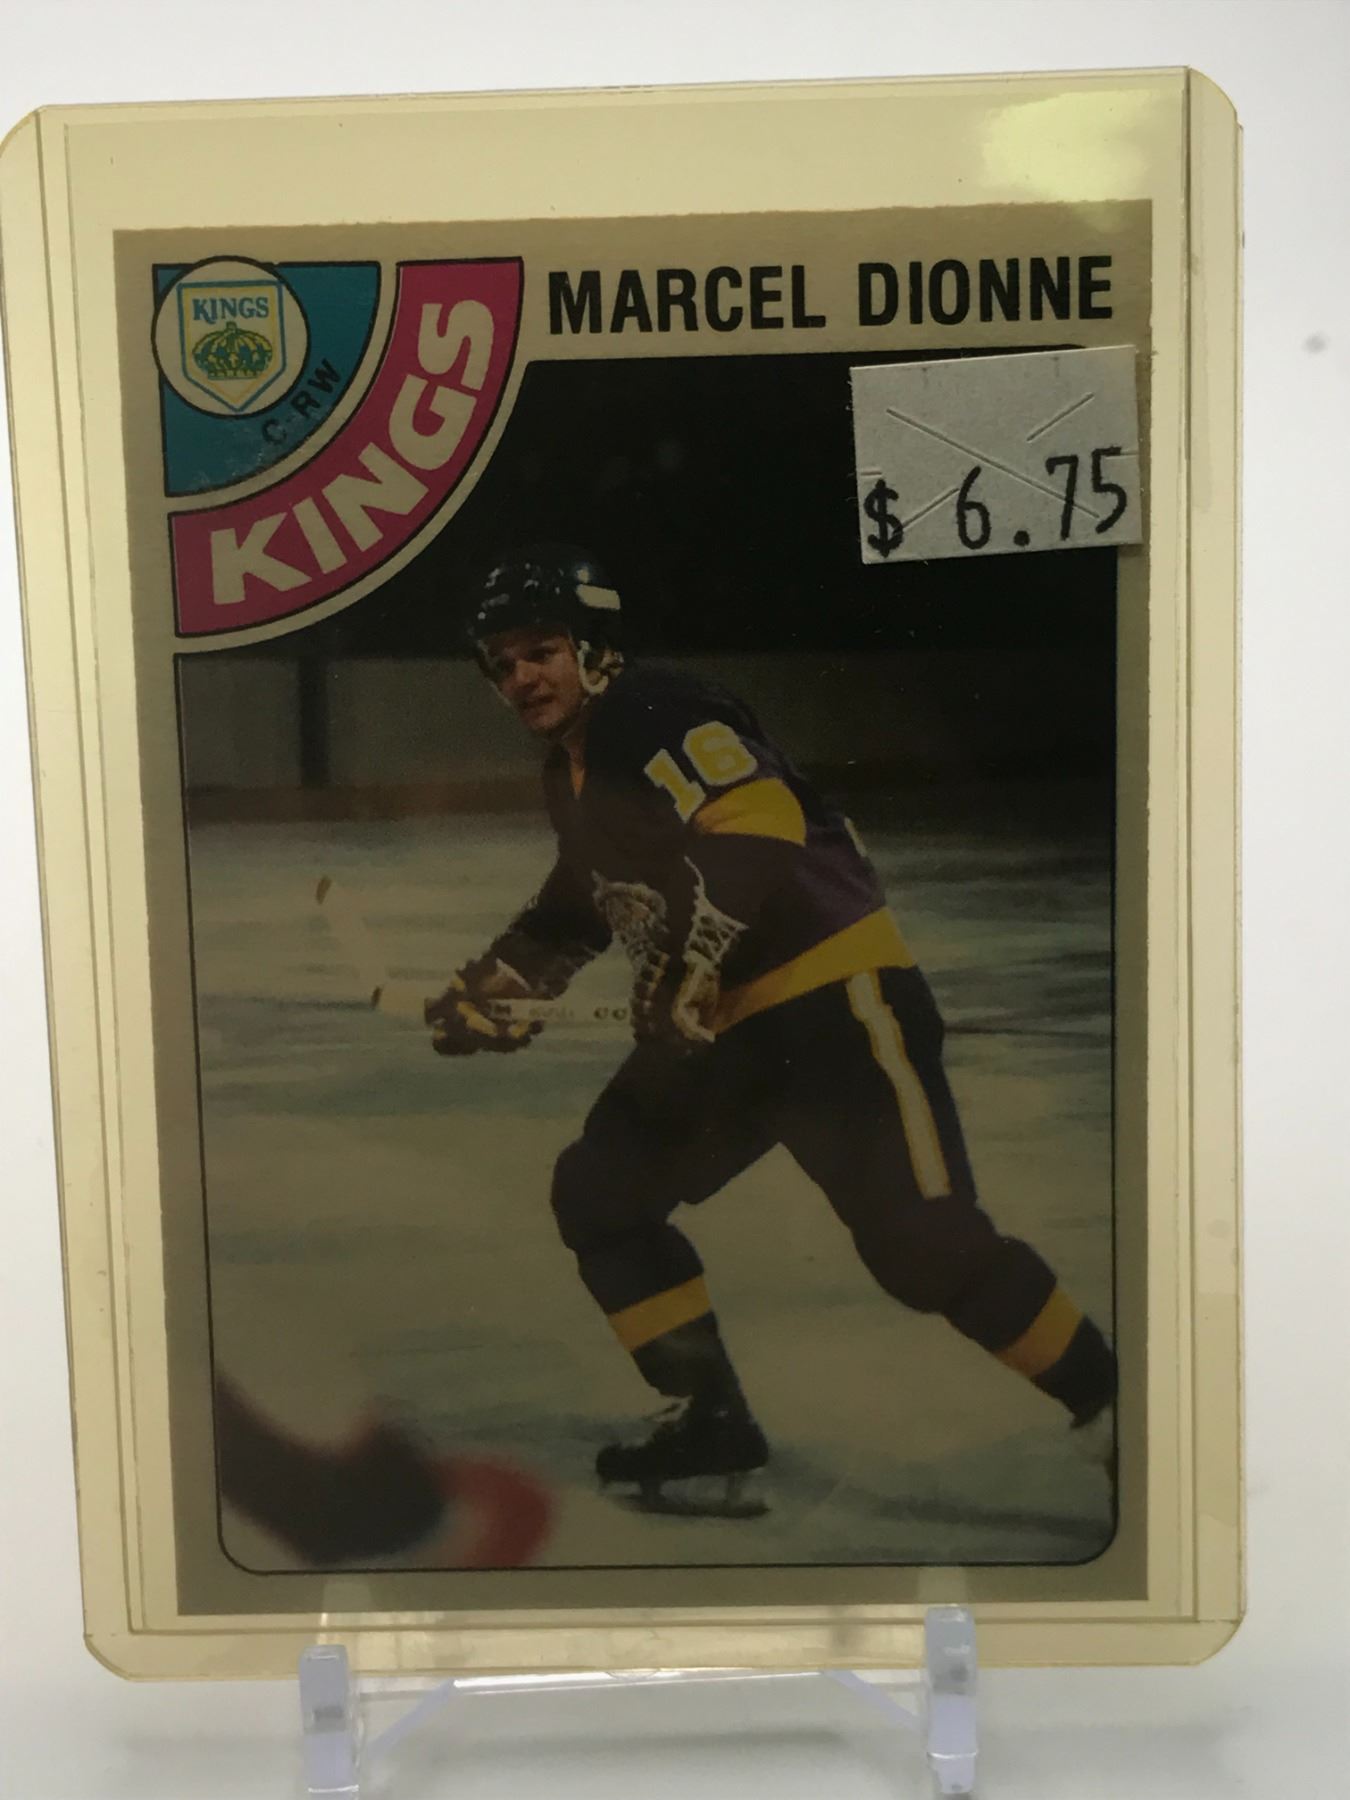 KINGS
C-RW
KINGS
MARCEL DIONNE
$ 6.75
16